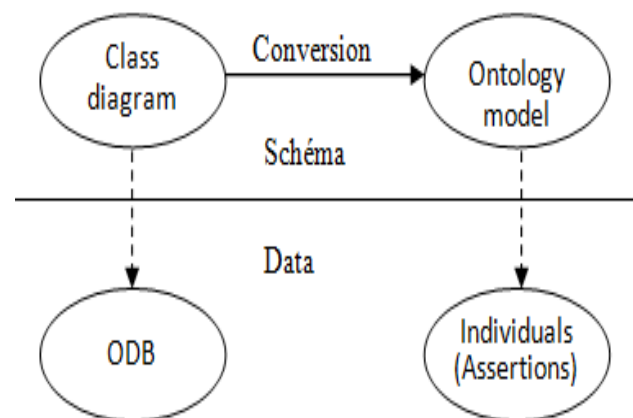 Class
diagram
Conversion
Ontology
model
Schéma
Data
ODB
Individuals
(Assertions)